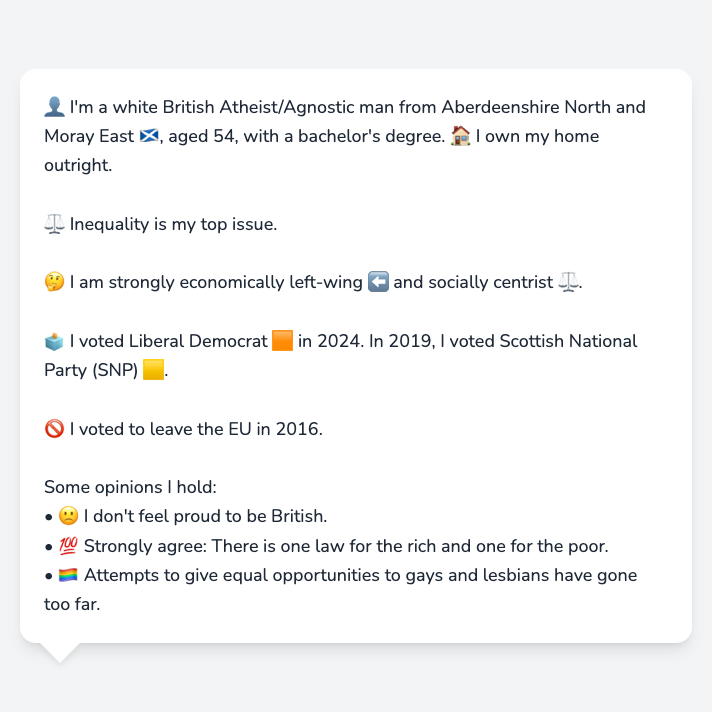 👤 I'm a white British Atheist/Agnostic man from Aberdeenshire North and
Moray East 🏴󠁧󠁢󠁳󠁣󠁴󠁿, aged 54, with a bachelor's degree. 🏠 I own my home
outright.
⚖️ Inequality is my top issue.
🤔 I am strongly economically left-wing ⬅️ and socially centrist ⚖️.
🗳️ I voted Liberal Democrat 🟧 in 2024. In 2019, I voted Scottish National
Party (SNP) 🟨.
🚫 I voted to leave the EU in 2016.
Some opinions I hold:
• 🙁 I don't feel proud to be British.
• 💯 Strongly agree: There is one law for the rich and one for the poor.
• 🏳️‍🌈 Attempts to give equal opportunities to gays and lesbians have gone
too far.